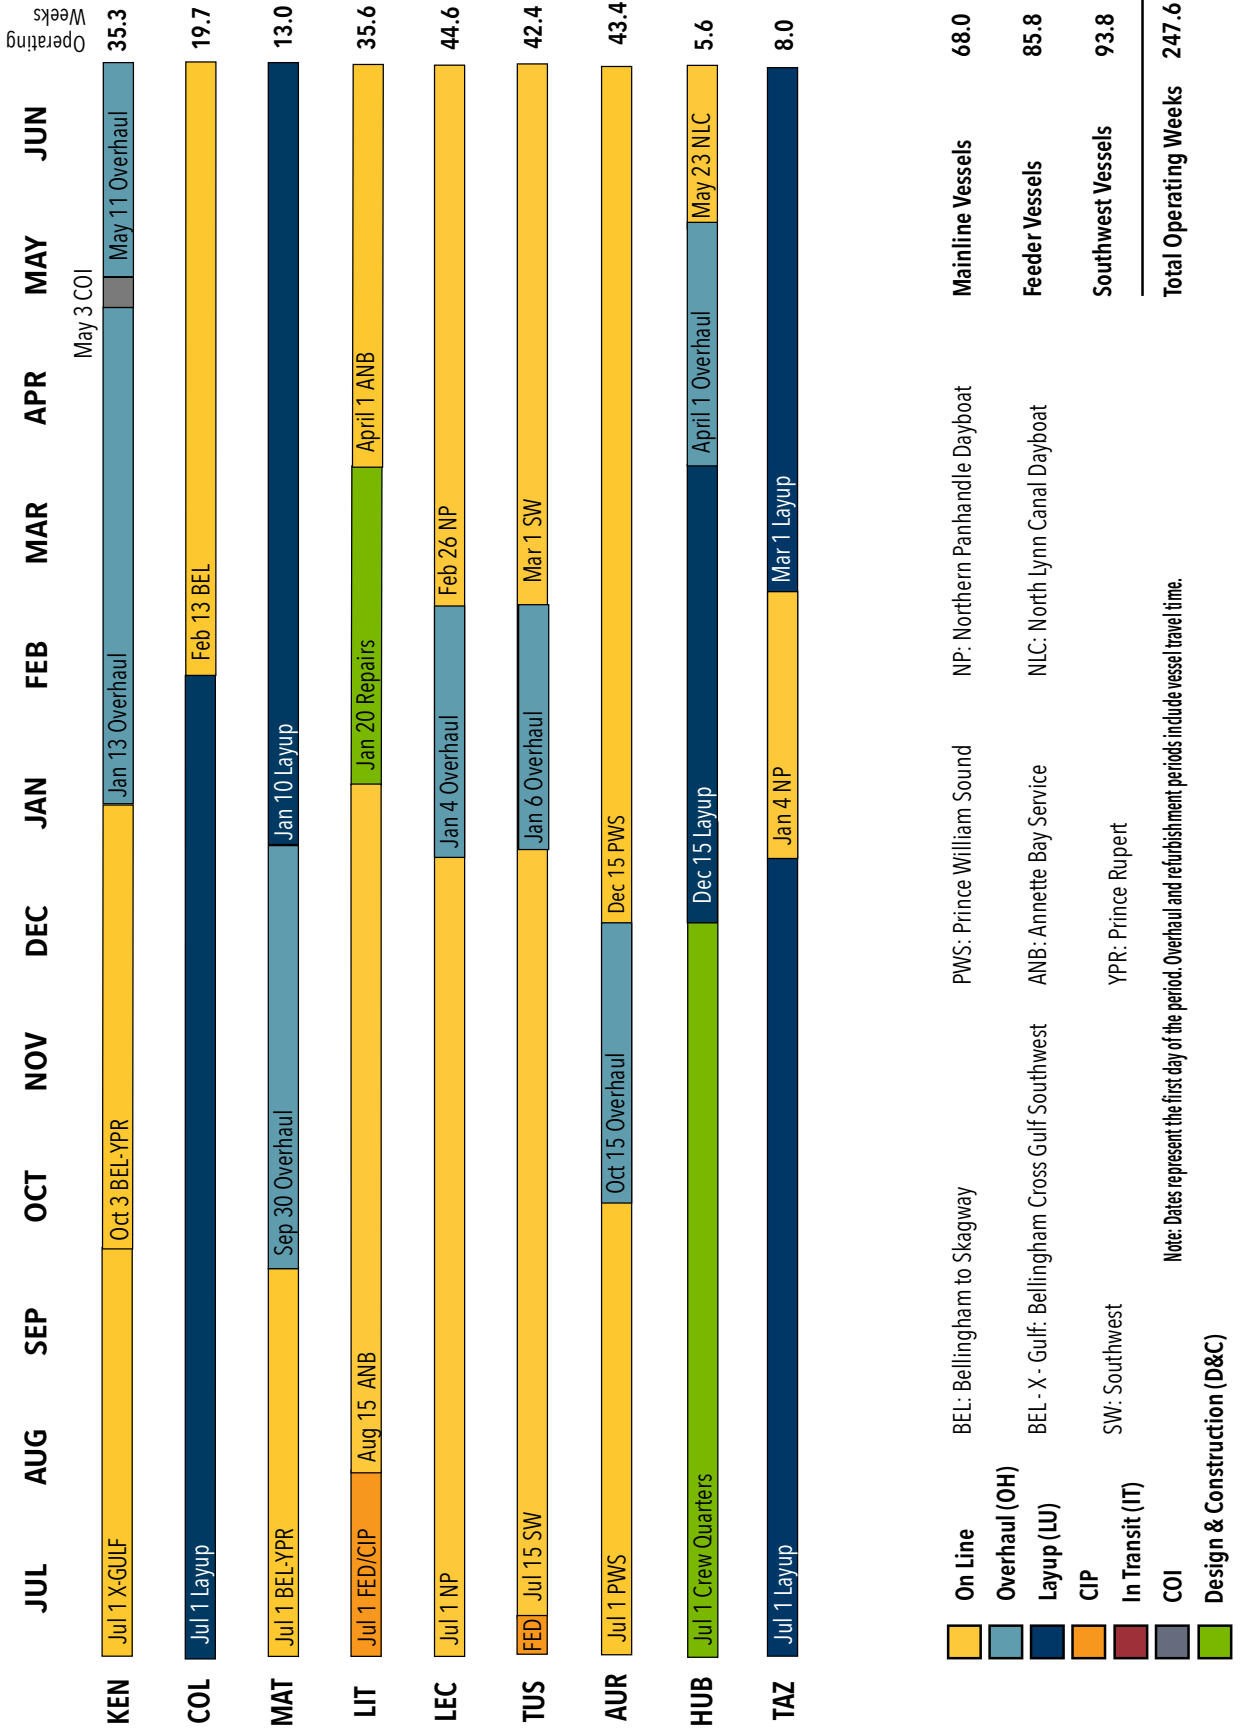 JUL AUG SEP OCT NOV DEC JAN FEB MAR APR MAY JUN Operating Weeks
May 3 COI
KEN Jul 1 X-GULF Oct 3 BEL-YPR Jan 13 Overhaul May 11 Overhaul 35.3
COL Jul 1 Layup Feb 13 BEL 19.7
MAT Jul 1 BEL-YPR Sep 30 Overhaul Jan 10 Layup 13.0
LIT Jul 1 FED/CIP Aug 15 ANB Jan 20 Repairs April 1 ANB 35.6
LEC Jul 1 NP Jan 4 Overhaul Feb 26 NP 44.6
TUS FED Jul 15 SW Jan 6 Overhaul Mar 1 SW 42.4
AUR Jul 1 PWS Oct 15 Overhaul Dec 15 PWS 43.4
HUB Jul 1 Crew Quarters Dec 15 Layup April 1 Overhaul May 23 NLC 5.6
TAZ Jul 1 Layup Jan 4 NP Mar 1 Layup 8.0
On Line
Overhaul (OH)
Layup (LU)
CIP
In Transit (IT)
COI
Design & Construction (D&C)
BEL: Bellingham to Skagway
BEL - X - Gulf: Bellingham Cross Gulf Southwest
SW: Southwest
PWS: Prince William Sound
ANB: Annette Bay Service
YPR: Prince Rupert
NP: Northern Panhandle Dayboat
NLC: North Lynn Canal Dayboat
Note: Dates represent the first day of the period. Overhaul and refurbishment periods include vessel travel time.
Mainline Vessels 68.0
Feeder Vessels 85.8
Southwest Vessels 93.8
Total Operating Weeks 247.6